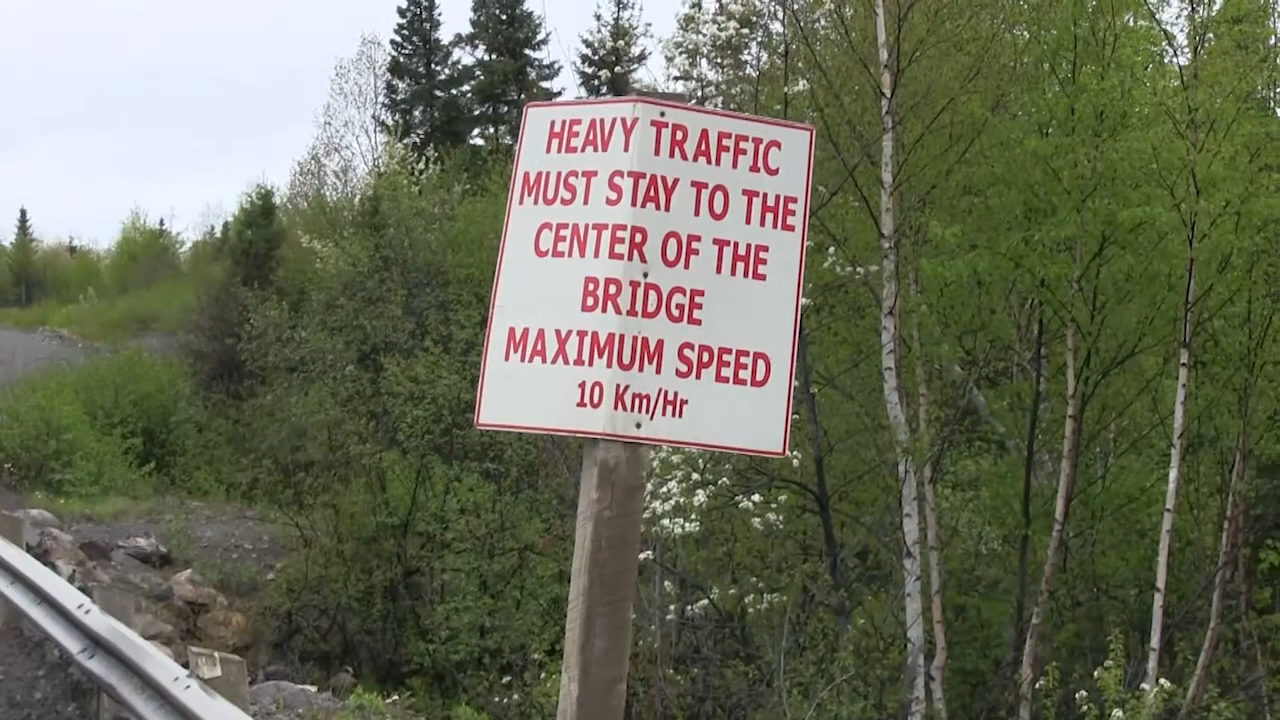 HEAVY TRAFFIC
MUST STAY TO THE
CENTER OF THE
BRIDGE
MAXIMUM SPEED
10 Km/Hr